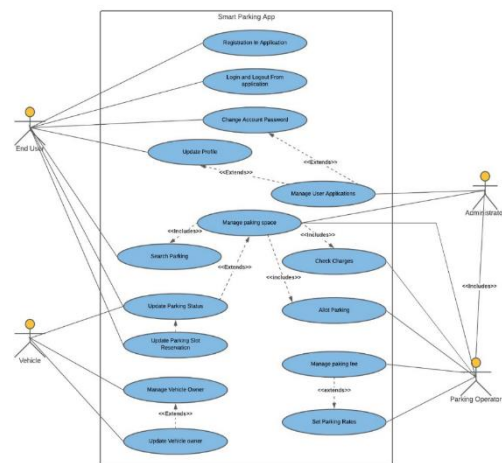 Smart Parking App
Registration In Application
Login and Logout From
application
Change Account Password
End User
Update Profile
<<Extends>>
<<Extends>>
Manage User Applications
Administrator
Manage paking space
<<Includes>>
<<Includes>>
Search Parking
<<Extends>>
Check Charges
<<Includes>>
<<Includes>>
Update Parking Status
Allot Parking
Update Parking Slot
Reservation
Vehicle
Manage paking fee
Manage Vehicle Owner
<<extends>>
Parking Operator
<<Extends>>
Set Parking Rates
Update Vehicle owner